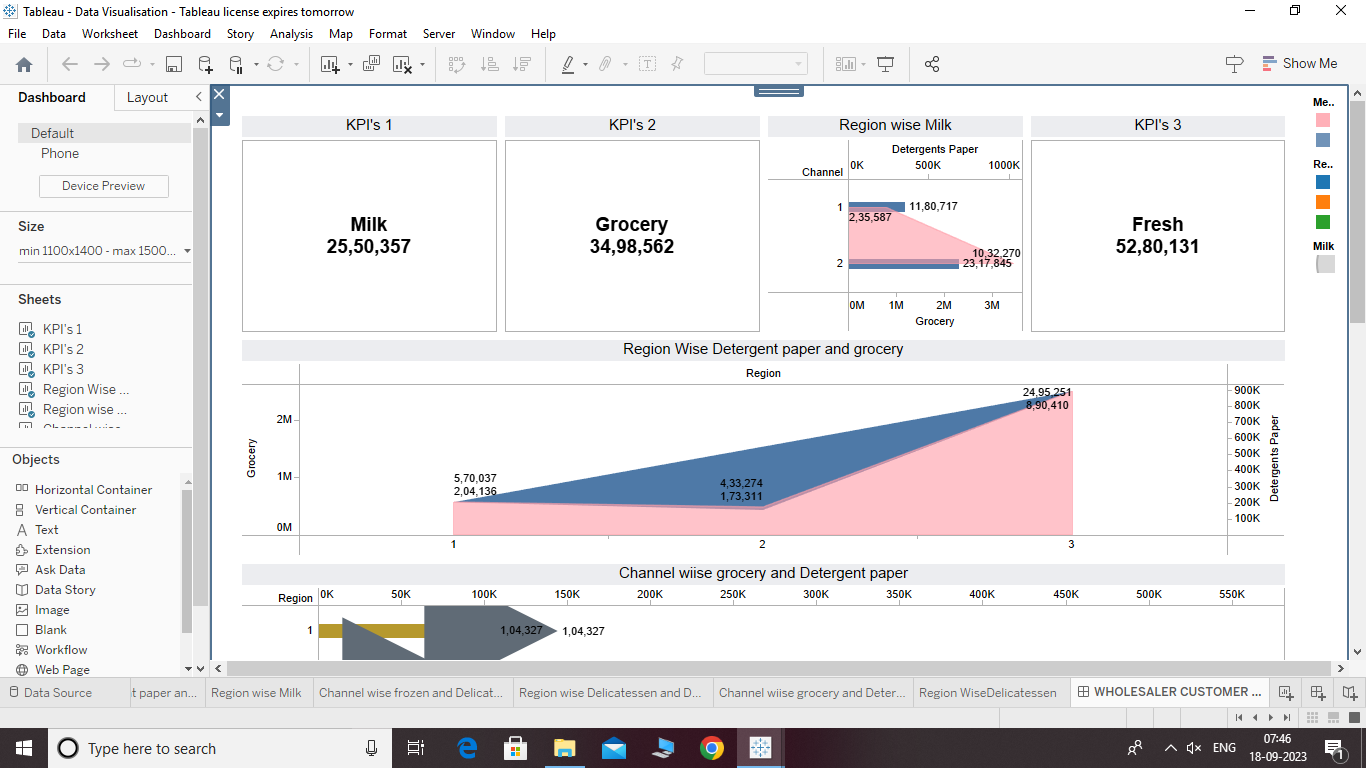 Tableau - Data Visualisation - Tableau license expires tomorrow
File Data Worksheet Dashboard Story Analysis Map Format Server Window Help
Show Me
Dashboard Layout
Default
Phone
Device Preview
Size
min 1100x1400 - max 1500...
Sheets
KPI's 1
KPI's 2
KPI's 3
Region Wise ...
Region wise ...
Objects
Horizontal Container
Vertical Container
Text
Extension
Ask Data
Data Story
Image
Blank
Workflow
Web Page
KPI's 1
Milk
25,50,357
KPI's 2
Grocery
34,98,562
Region wise Milk
Detergents Paper
Channel
0K 500K 1000K
1
11,80,717
2,35,587
10,32,270
2
23,17,845
0M 1M 2M 3M
Grocery
KPI's 3
Fresh
52,80,131
Me..
Re..
Milk
Region Wise Detergent paper and grocery
Region
Grocery
2M
1M
0M
5,70,037
2,04,136
4,33,274
1,73,311
24,95,251
8,90,410
900K
800K
700K
600K
500K
400K
300K
200K
100K
Detergents Paper
1 2 3
Channel wiise grocery and Detergent paper
Region 0K 50K 100K 150K 200K 250K 300K 350K 400K 450K 500K 550K
1 1,04,327 1,04,327
Data Source
t paper an...
Region wise Milk
Channel wise frozen and Delicat...
Region wise Delicatessen and D...
Channel wiise grocery and Deter...
Region WiseDelicatessen
WHOLESALER CUSTOMER ...
Type here to search
ENG
07:46
18-09-2023
1